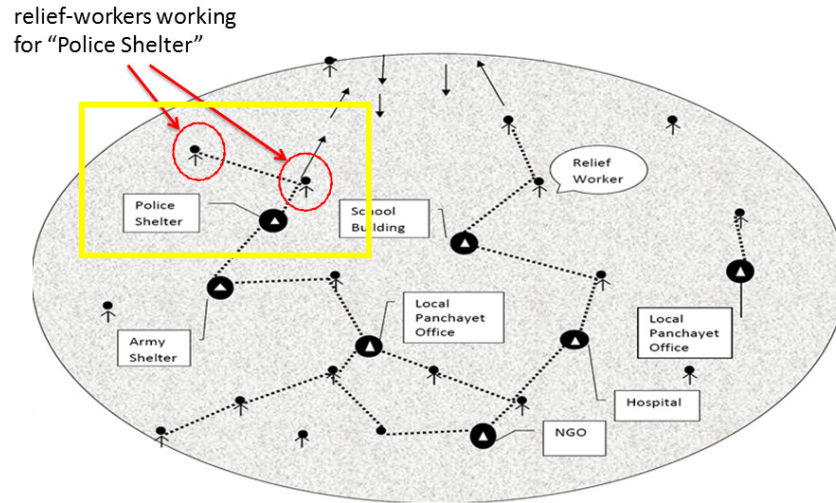 relief-workers working
for “Police Shelter”
Relief
Worker
Police
Shelter
School
Building
Local
Panchayet
Office
Local
Panchayet
Office
Army
Shelter
Hospital
NGO